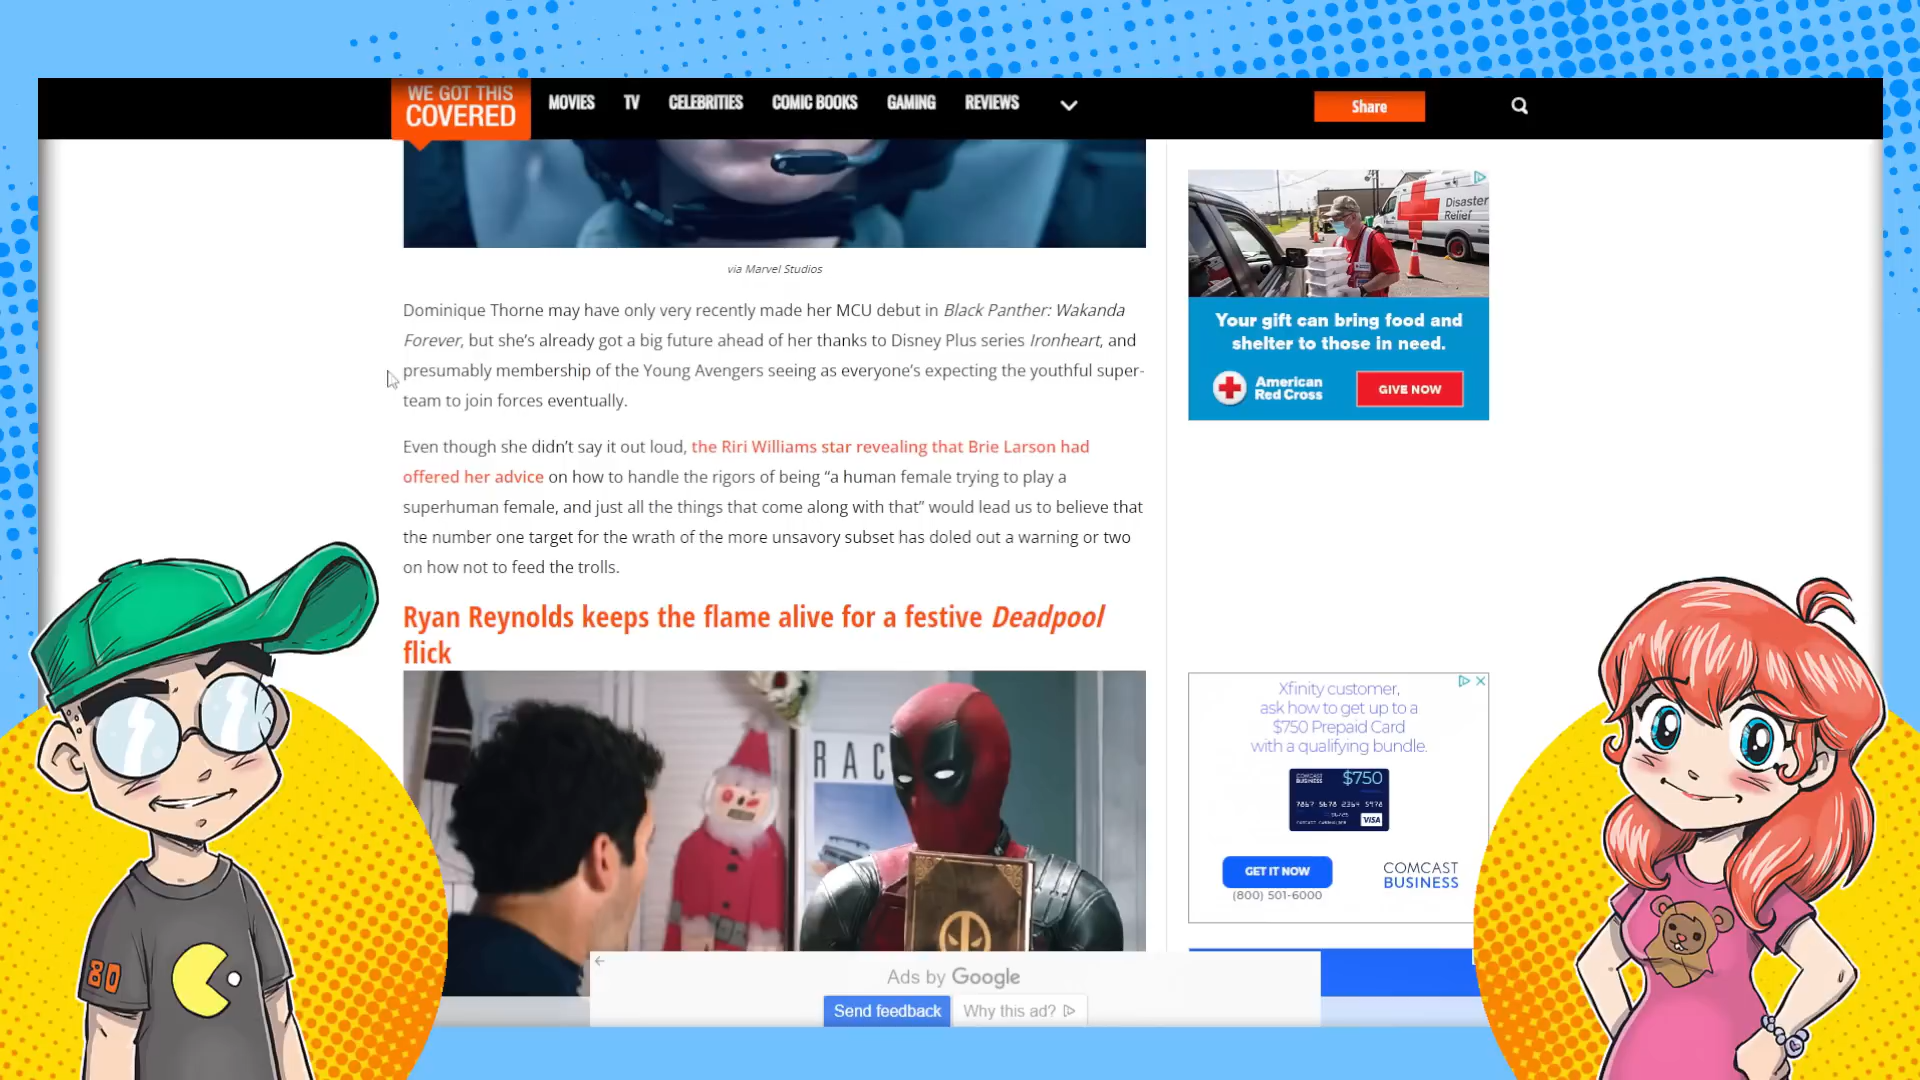 WE GOT THIS
COVERED
MOVIES
TV
CELEBRITIES
COMIC BOOKS
GAMING
REVIEWS
Share
via Marvel Studios
Dominique Thorne may have only very recently made her MCU debut in Black Panther: Wakanda
Forever, but she’s already got a big future ahead of her thanks to Disney Plus series Ironheart, and
presumably membership of the Young Avengers seeing as everyone’s expecting the youthful super-
team to join forces eventually.
Even though she didn’t say it out loud, the Riri Williams star revealing that Brie Larson had
offered her advice on how to handle the rigors of being “a human female trying to play a
superhuman female, and just all the things that come along with that” would lead us to believe that
the number one target for the wrath of the more unsavory subset has doled out a warning or two
on how not to feed the trolls.
Ryan Reynolds keeps the flame alive for a festive Deadpool
flick
RAC
Disaster
Relief
Your gift can bring food and
shelter to those in need.
American
Red Cross
GIVE NOW
Xfinity customer,
ask how to get up to a
$750 Prepaid Card
with a qualifying bundle.
COMCAST
BUSINESS
$750
VISA
GET IT NOW
(800) 501-6000
COMCAST
BUSINESS
Ads by Google
Send feedback
Why this ad?
80